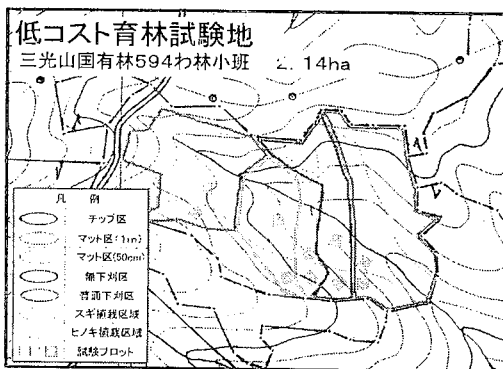 低コスト育林試験地
三光山国有林594わ林小班 2.14ha
凡 例
チップ区
マット区(1m)
マット区(50cm)
無下刈区
普通下刈区
スギ植栽区域
ヒノキ植栽区域
試験プロット